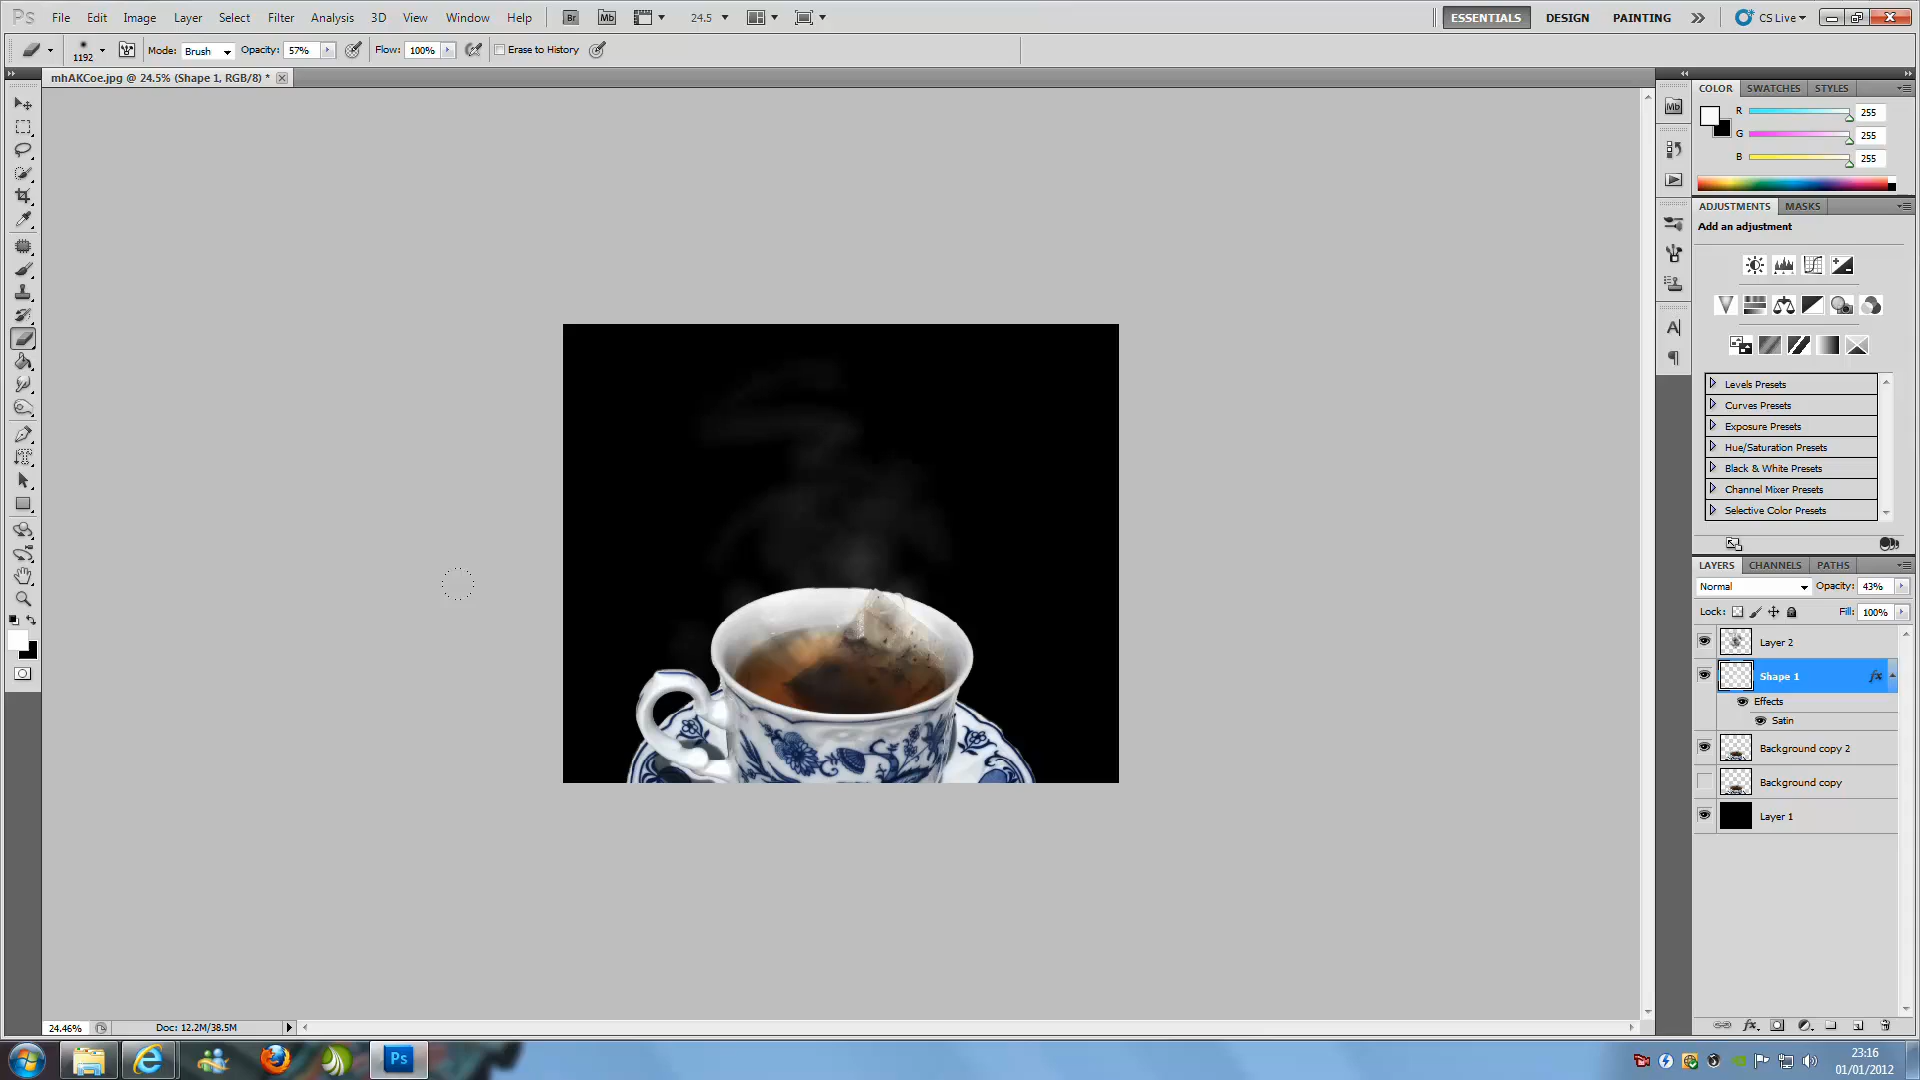 Ps File Edit Image Layer Select Filter Analysis 3D View Window Help Br Mb 24.5 ESSENTIALS DESIGN PAINTING CS Live
1192 Mode: Brush Opacity: 57% Flow: 100% Erase to History
mhAKCoe.jpg @ 24.5% (Shape 1, RGB/8) *
COLOR SWATCHES STYLES
Mb
R 255
G 255
B 255
ADJUSTMENTS MASKS
Add an adjustment
Levels Presets
Curves Presets
Exposure Presets
Hue/Saturation Presets
Black & White Presets
Channel Mixer Presets
Selective Color Presets
LAYERS CHANNELS PATHS
Normal Opacity: 43%
Lock: Fill: 100%
Layer 2
Shape 1 fx
Effects
Satin
Background copy 2
Background copy
Layer 1
24.46% Doc: 12.2M/38.5M
Ps
23:16
01/01/2012